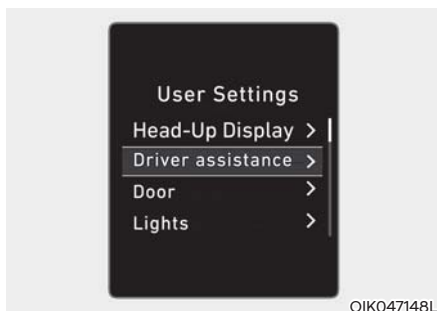 User Settings
Head-Up Display >
Driver assistance >
Door >
Lights >
OIK047148L